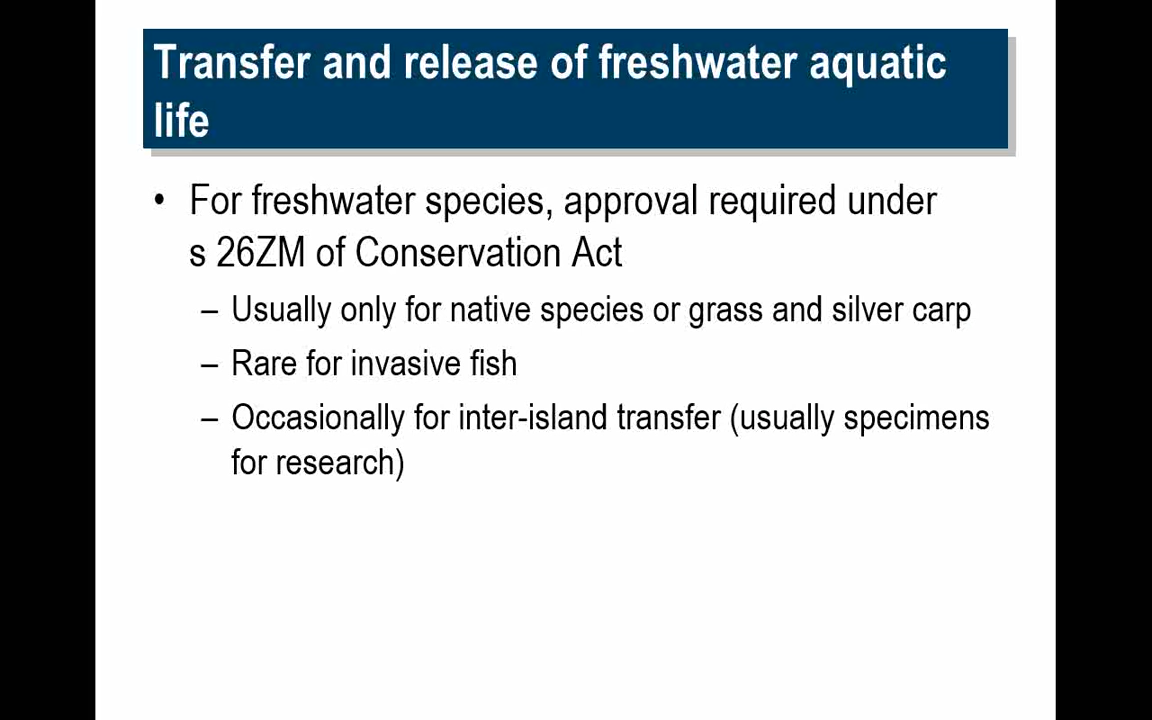 Transfer and release of freshwater aquatic
life
• For freshwater species, approval required under
s 26ZM of Conservation Act
– Usually only for native species or grass and silver carp
– Rare for invasive fish
– Occasionally for inter-island transfer (usually specimens
for research)